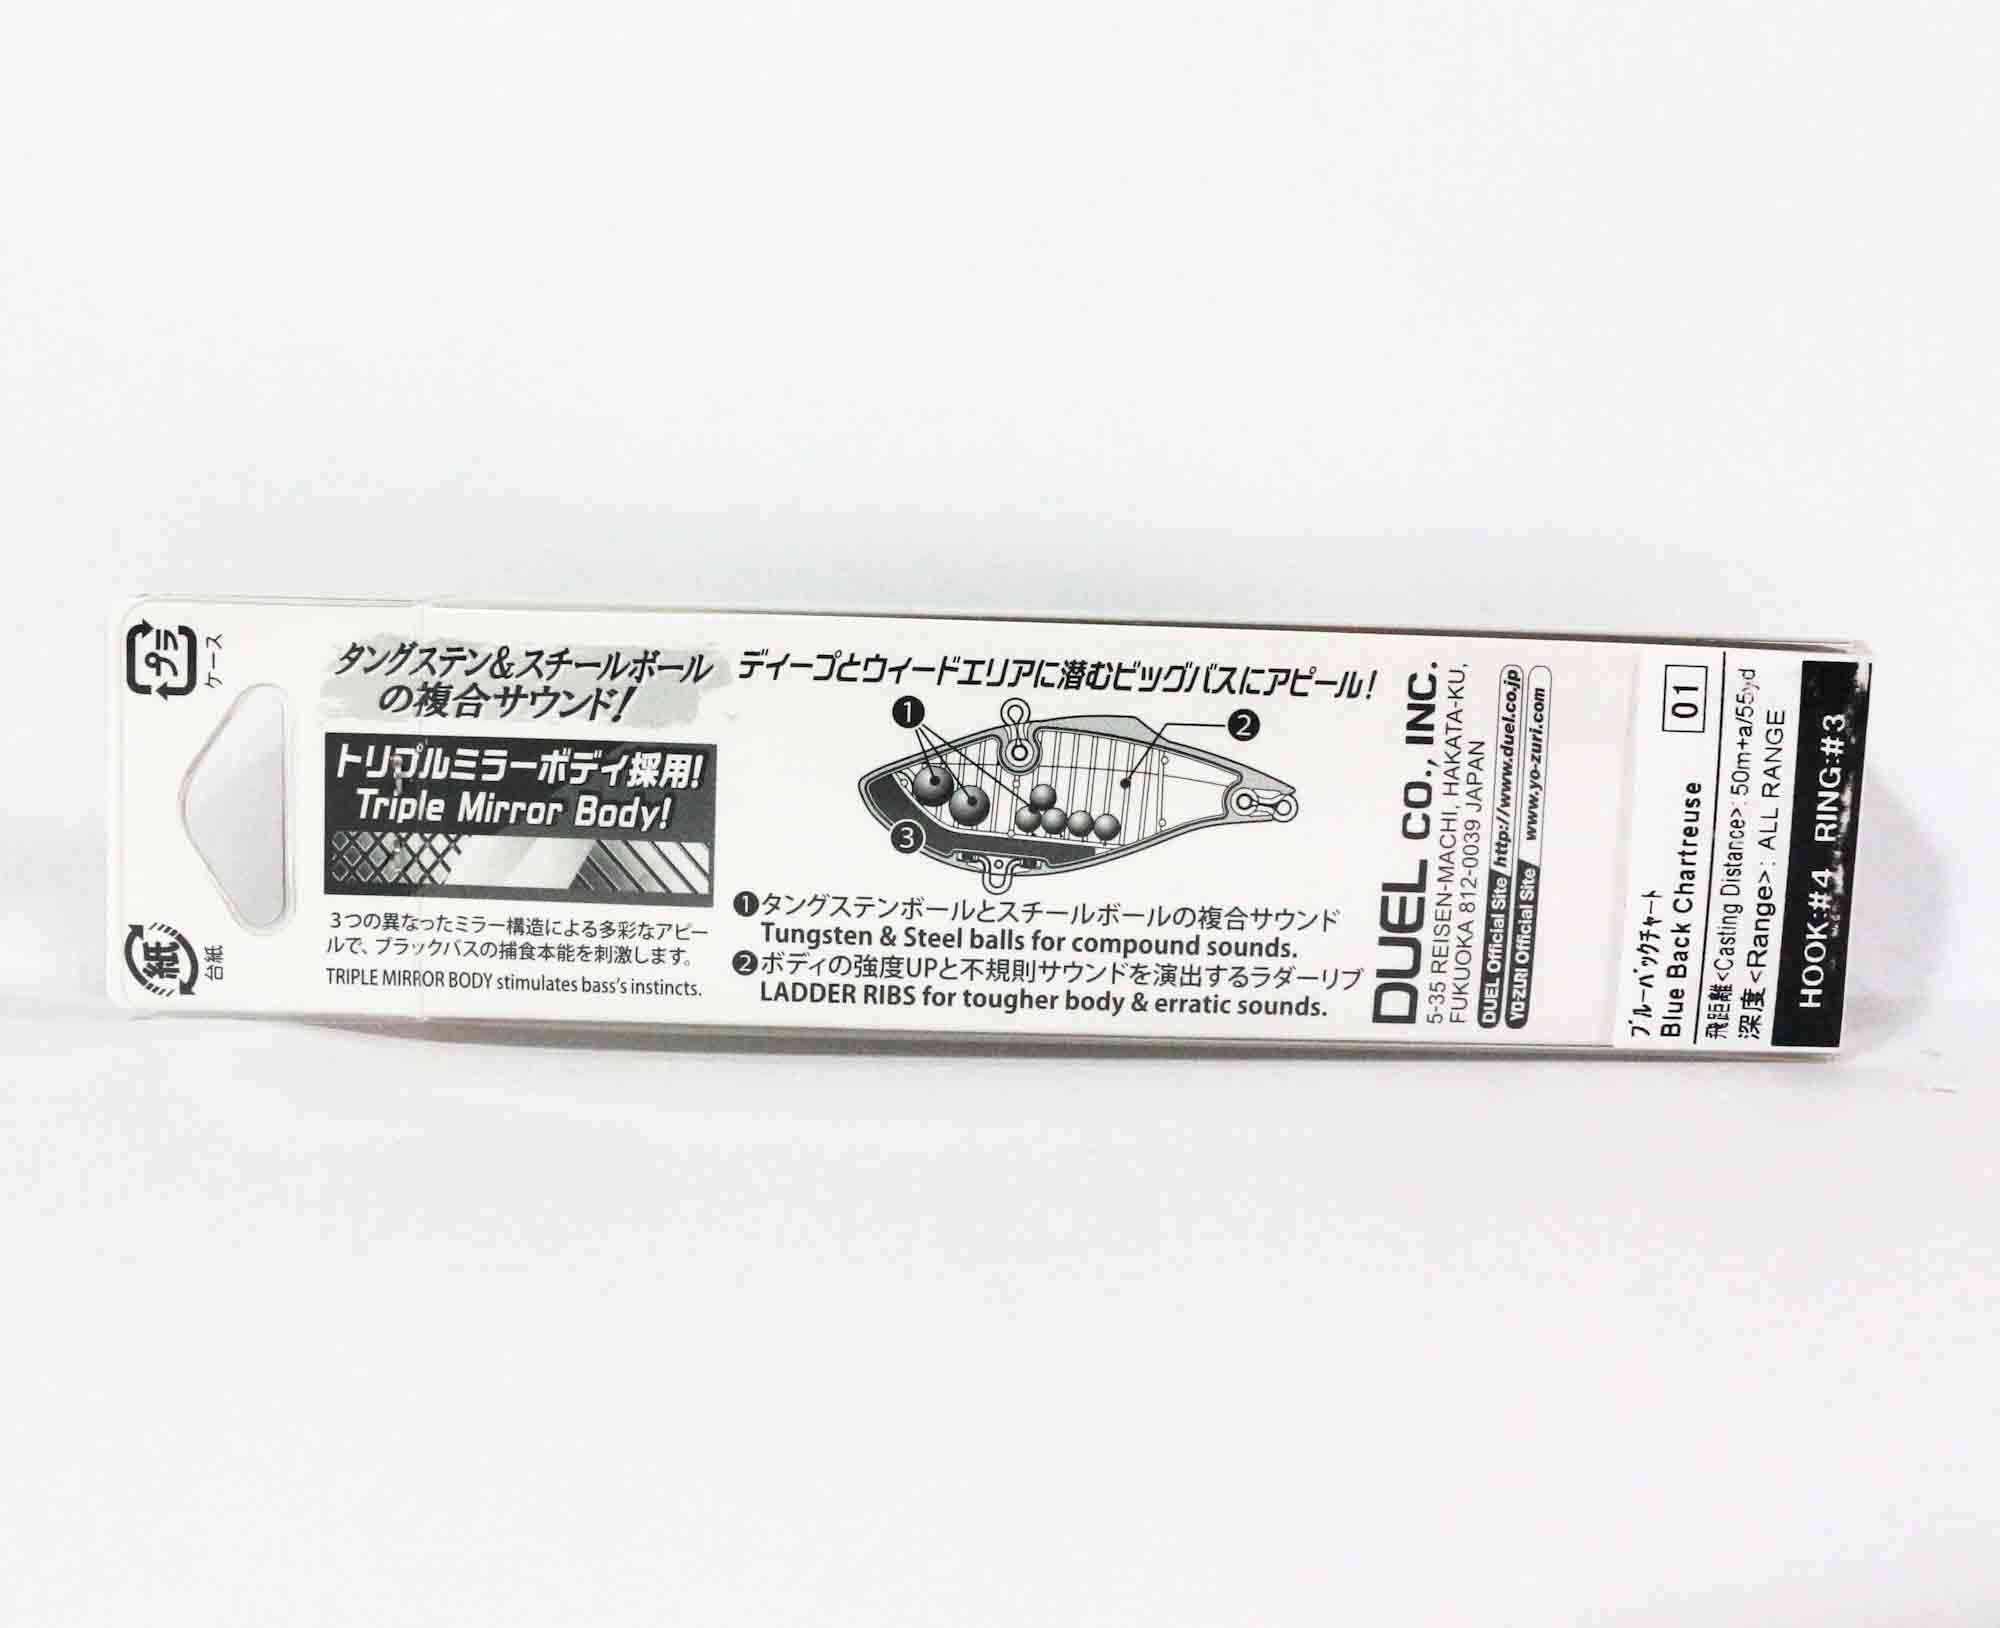 プラ
ケース
紙
台紙
タングステン&スチールボール
の複合サウンド!
トリプルミラーボディ採用!
Triple Mirror Body!
3つの異なったミラー構造による多彩なアピー
ルで、ブラックバスの捕食本能を刺激します。
TRIPLE MIRROR BODY stimulates bass's instincts.
ディープとウィードエリアに潜むビッグバスにアピール!
1
2
3
❶タングステンボールとスチールボールの複合サウンド
Tungsten & Steel balls for compound sounds.
❷ボディの強度UPと不規則サウンドを演出するラダーリブ
LADDER RIBS for tougher body & erratic sounds.
DUEL CO., INC.
5-35 REISEN-MACHI, HAKATA-KU,
FUKUOKA 812-0039 JAPAN
DUEL Official Site http://www.duel.co.jp
YO-ZURI Official Site www.yo-zuri.com
ブルーバックチャート
Blue Back Chartreuse 01
飛距離<Casting Distance>: 50m+a/55yd
深度<Range>: ALL RANGE
HOOK:#4 RING:#3